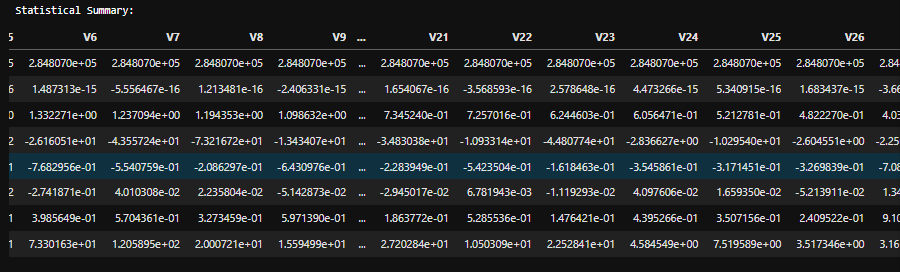 Statistical Summary:
5 V6 V7 V8 V9 ... V21 V22 V23 V24 V25 V26
5 2.848070e+05 2.848070e+05 2.848070e+05 2.848070e+05 ... 2.848070e+05 2.848070e+05 2.848070e+05 2.848070e+05 2.848070e+05 2.848070e+05 2.848
6 1.487313e-15 -5.556467e-16 1.213481e-16 -2.406331e-15 ... 1.654067e-16 -3.568593e-16 2.578648e-16 4.473266e-15 5.340915e-16 1.683437e-15 -3.66
0 1.332271e+00 1.237094e+00 1.194353e+00 1.098632e+00 ... 7.345240e-01 7.257016e-01 6.244603e-01 6.056471e-01 5.212781e-01 4.822270e-01 4.03
2 -2.616051e+01 -4.355724e+01 -7.321672e+01 -1.343407e+01 ... -3.483038e+01 -1.093314e+01 -4.480774e+01 -2.836627e+00 -1.029540e+01 -2.604551e+00 -2.25
1 -7.682956e-01 -5.540759e-01 -2.086297e-01 -6.430976e-01 ... -2.283949e-01 -5.423504e-01 -1.618463e-01 -3.545861e-01 -3.171451e-01 -3.269839e-01 -7.08
2 -2.741871e-01 4.010308e-02 2.235804e-02 -5.142873e-02 ... -2.945017e-02 6.781943e-03 -1.119293e-02 4.097606e-02 1.659350e-02 -5.213911e-02 1.34
1 3.985649e-01 5.704361e-01 3.273459e-01 5.971390e-01 ... 1.863772e-01 5.285536e-01 1.476421e-01 4.395266e-01 3.507156e-01 2.409522e-01 9.10
1 7.330163e+01 1.205895e+02 2.000721e+01 1.559499e+01 ... 2.720284e+01 1.050309e+01 2.252841e+01 4.584549e+00 7.519589e+00 3.517346e+00 3.16